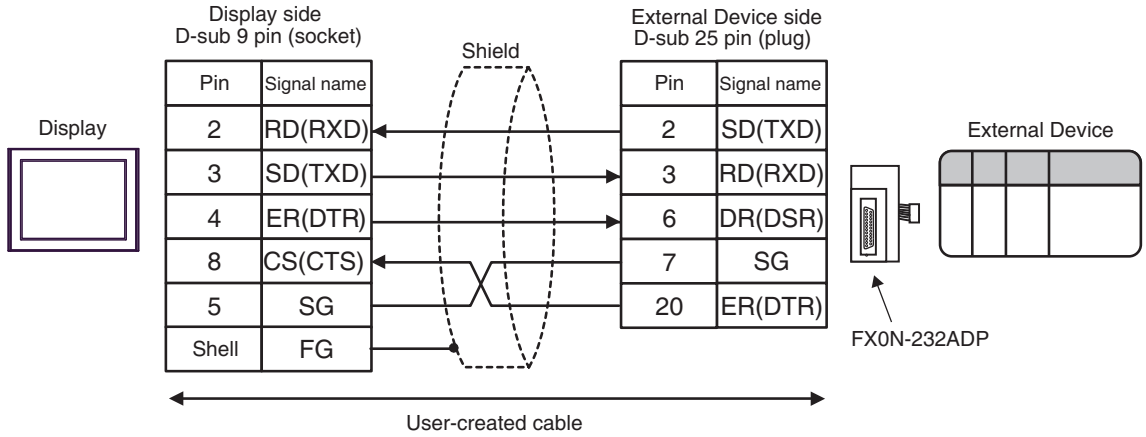 Display side
D-sub 9 pin (socket)
External Device side
D-sub 25 pin (plug)
Shield
Pin Signal name
Pin Signal name
Display
2 RD(RXD)
2 SD(TXD)
External Device
3 SD(TXD)
3 RD(RXD)
4 ER(DTR)
6 DR(DSR)
8 CS(CTS)
7 SG
5 SG
20 ER(DTR)
Shell FG
FX0N-232ADP
User-created cable